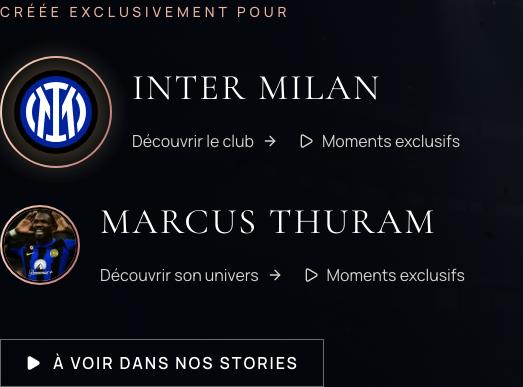 CRÉÉE EXCLUSIVEMENT POUR
INTER MILAN
Découvrir le club → ▷ Moments exclusifs
MARCUS THURAM
Découvrir son univers → ▷ Moments exclusifs
▶ À VOIR DANS NOS STORIES